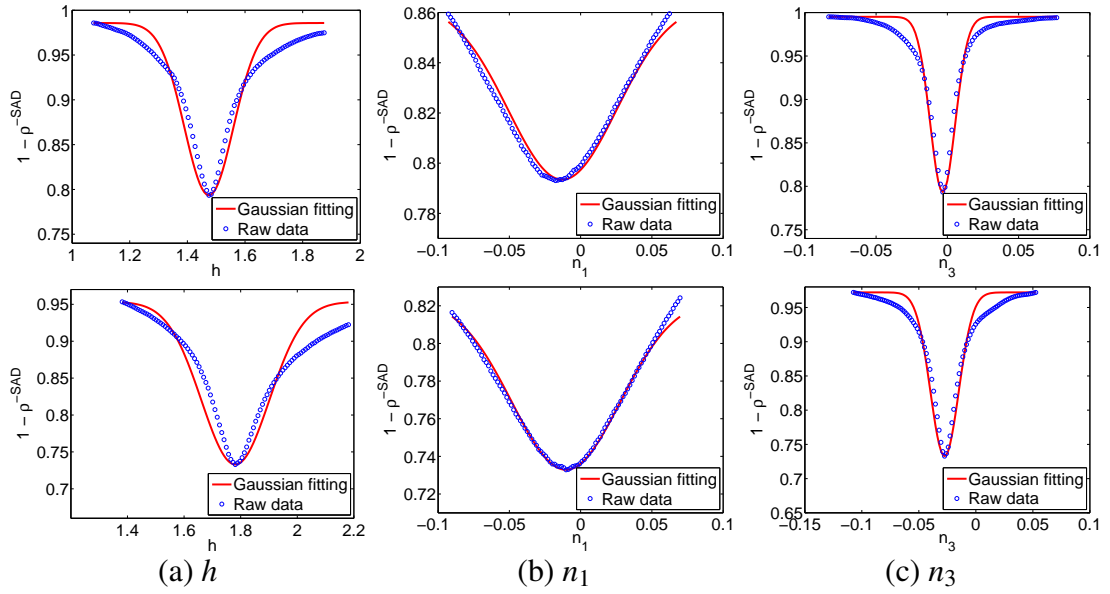 1
0.95
0.9
0.85
0.8
0.75
1 − ρ^−SAD
Gaussian fitting
Raw data
1 1.2 1.4 1.6 1.8 2
h
0.86
0.84
0.82
0.8
0.78
1 − ρ^−SAD
Gaussian fitting
Raw data
−0.1 −0.05 0 0.05 0.1
n_1
1
0.95
0.9
0.85
0.8
0.75
1 − ρ^−SAD
Gaussian fitting
Raw data
−0.1 −0.05 0 0.05 0.1
n_3
0.95
0.9
0.85
0.8
0.75
0.7
1 − ρ^−SAD
Gaussian fitting
Raw data
1.4 1.6 1.8 2 2.2
h
0.82
0.8
0.78
0.76
0.74
0.72
1 − ρ^−SAD
Gaussian fitting
Raw data
−0.1 −0.05 0 0.05 0.1
n_1
0.95
0.9
0.85
0.8
0.75
0.7
0.65
1 − ρ^−SAD
Gaussian fitting
Raw data
−0.15 −0.1 −0.05 0 0.05 0.1
n_3
(a) h (b) n_1 (c) n_3